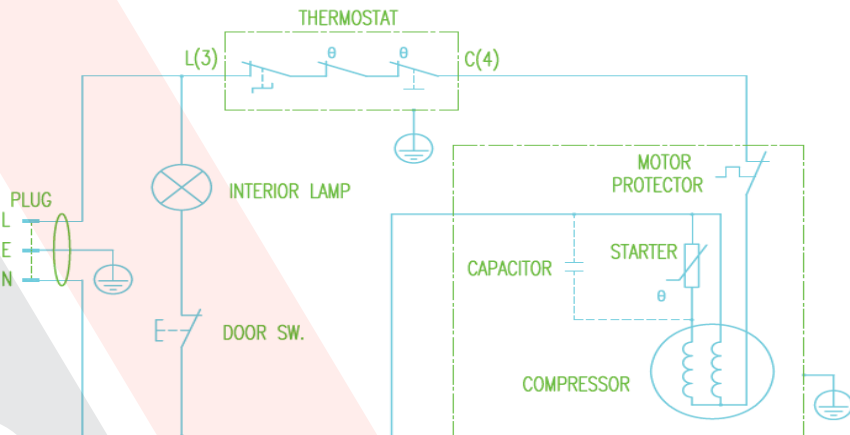 THERMOSTAT
L(3)
θ
θ
C(4)
MOTOR
PROTECTOR
INTERIOR LAMP
PLUG
L
E
N
STARTER
CAPACITOR
θ
DOOR SW.
COMPRESSOR